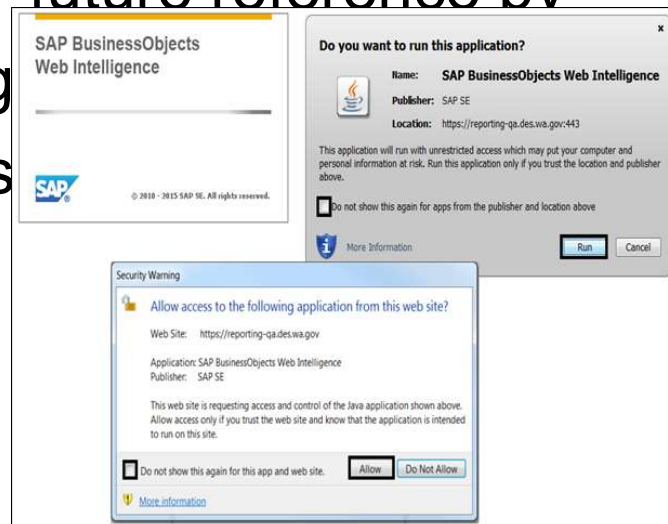 future reference by
g
s
SAP BusinessObjects
Web Intelligence
SAP
© 2010 - 2015 SAP SE. All rights reserved.
x
Do you want to run this application?
Name: SAP BusinessObjects Web Intelligence
Publisher: SAP SE
Location: https://reporting-qa.des.wa.gov:443
This application will run with unrestricted access which may put your computer and
personal information at risk. Run this application only if you trust the location and publisher
above.
Do not show this again for apps from the publisher and location above
More Information
Run Cancel
Security Warning
Allow access to the following application from this web site?
Web Site: https://reporting-qa.des.wa.gov
Application: SAP BusinessObjects Web Intelligence
Publisher: SAP SE
This web site is requesting access and control of the Java application shown above.
Allow access only if you trust the web site and know that the application is intended
to run on this site.
Do not show this again for this app and web site.
Allow Do Not Allow
More information